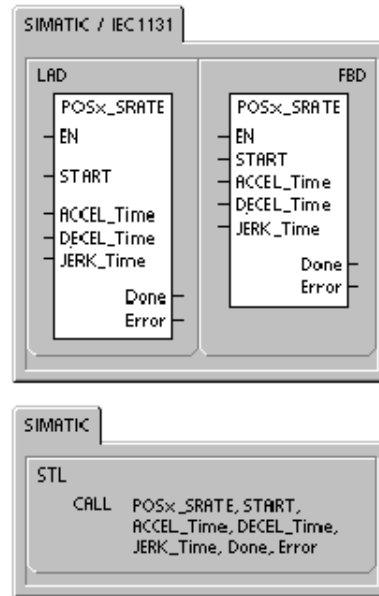 SIMATIC / IEC1131
LAD
POSx_SRATE
EN
START
ACCEL_Time
DECEL_Time
JERK_Time
Done
Error
FBD
POSx_SRATE
EN
START
ACCEL_Time
DECEL_Time
JERK_Time
Done
Error
SIMATIC
STL
CALL POSx_SRATE, START,
ACCEL_Time, DECEL_Time,
JERK_Time, Done, Error